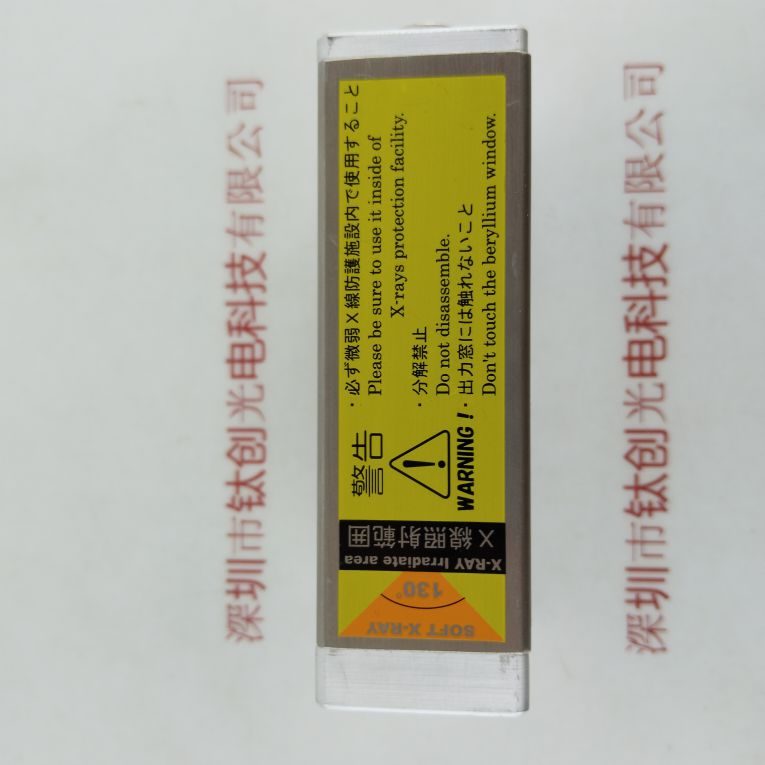 深圳市钛创光电科技有限公司
警告
WARNING !
・必ず微弱X線防護施設内で使用すること
Please be sure to use it inside of
X-rays protection facility.
・分解禁止
Do not disassemble.
・出力窓には触れないこと
Don't touch the beryllium window.
X線照射範囲
X-RAY Irradiate area
130°
SOFT X-RAY
深圳市钛创光电科技有限公司